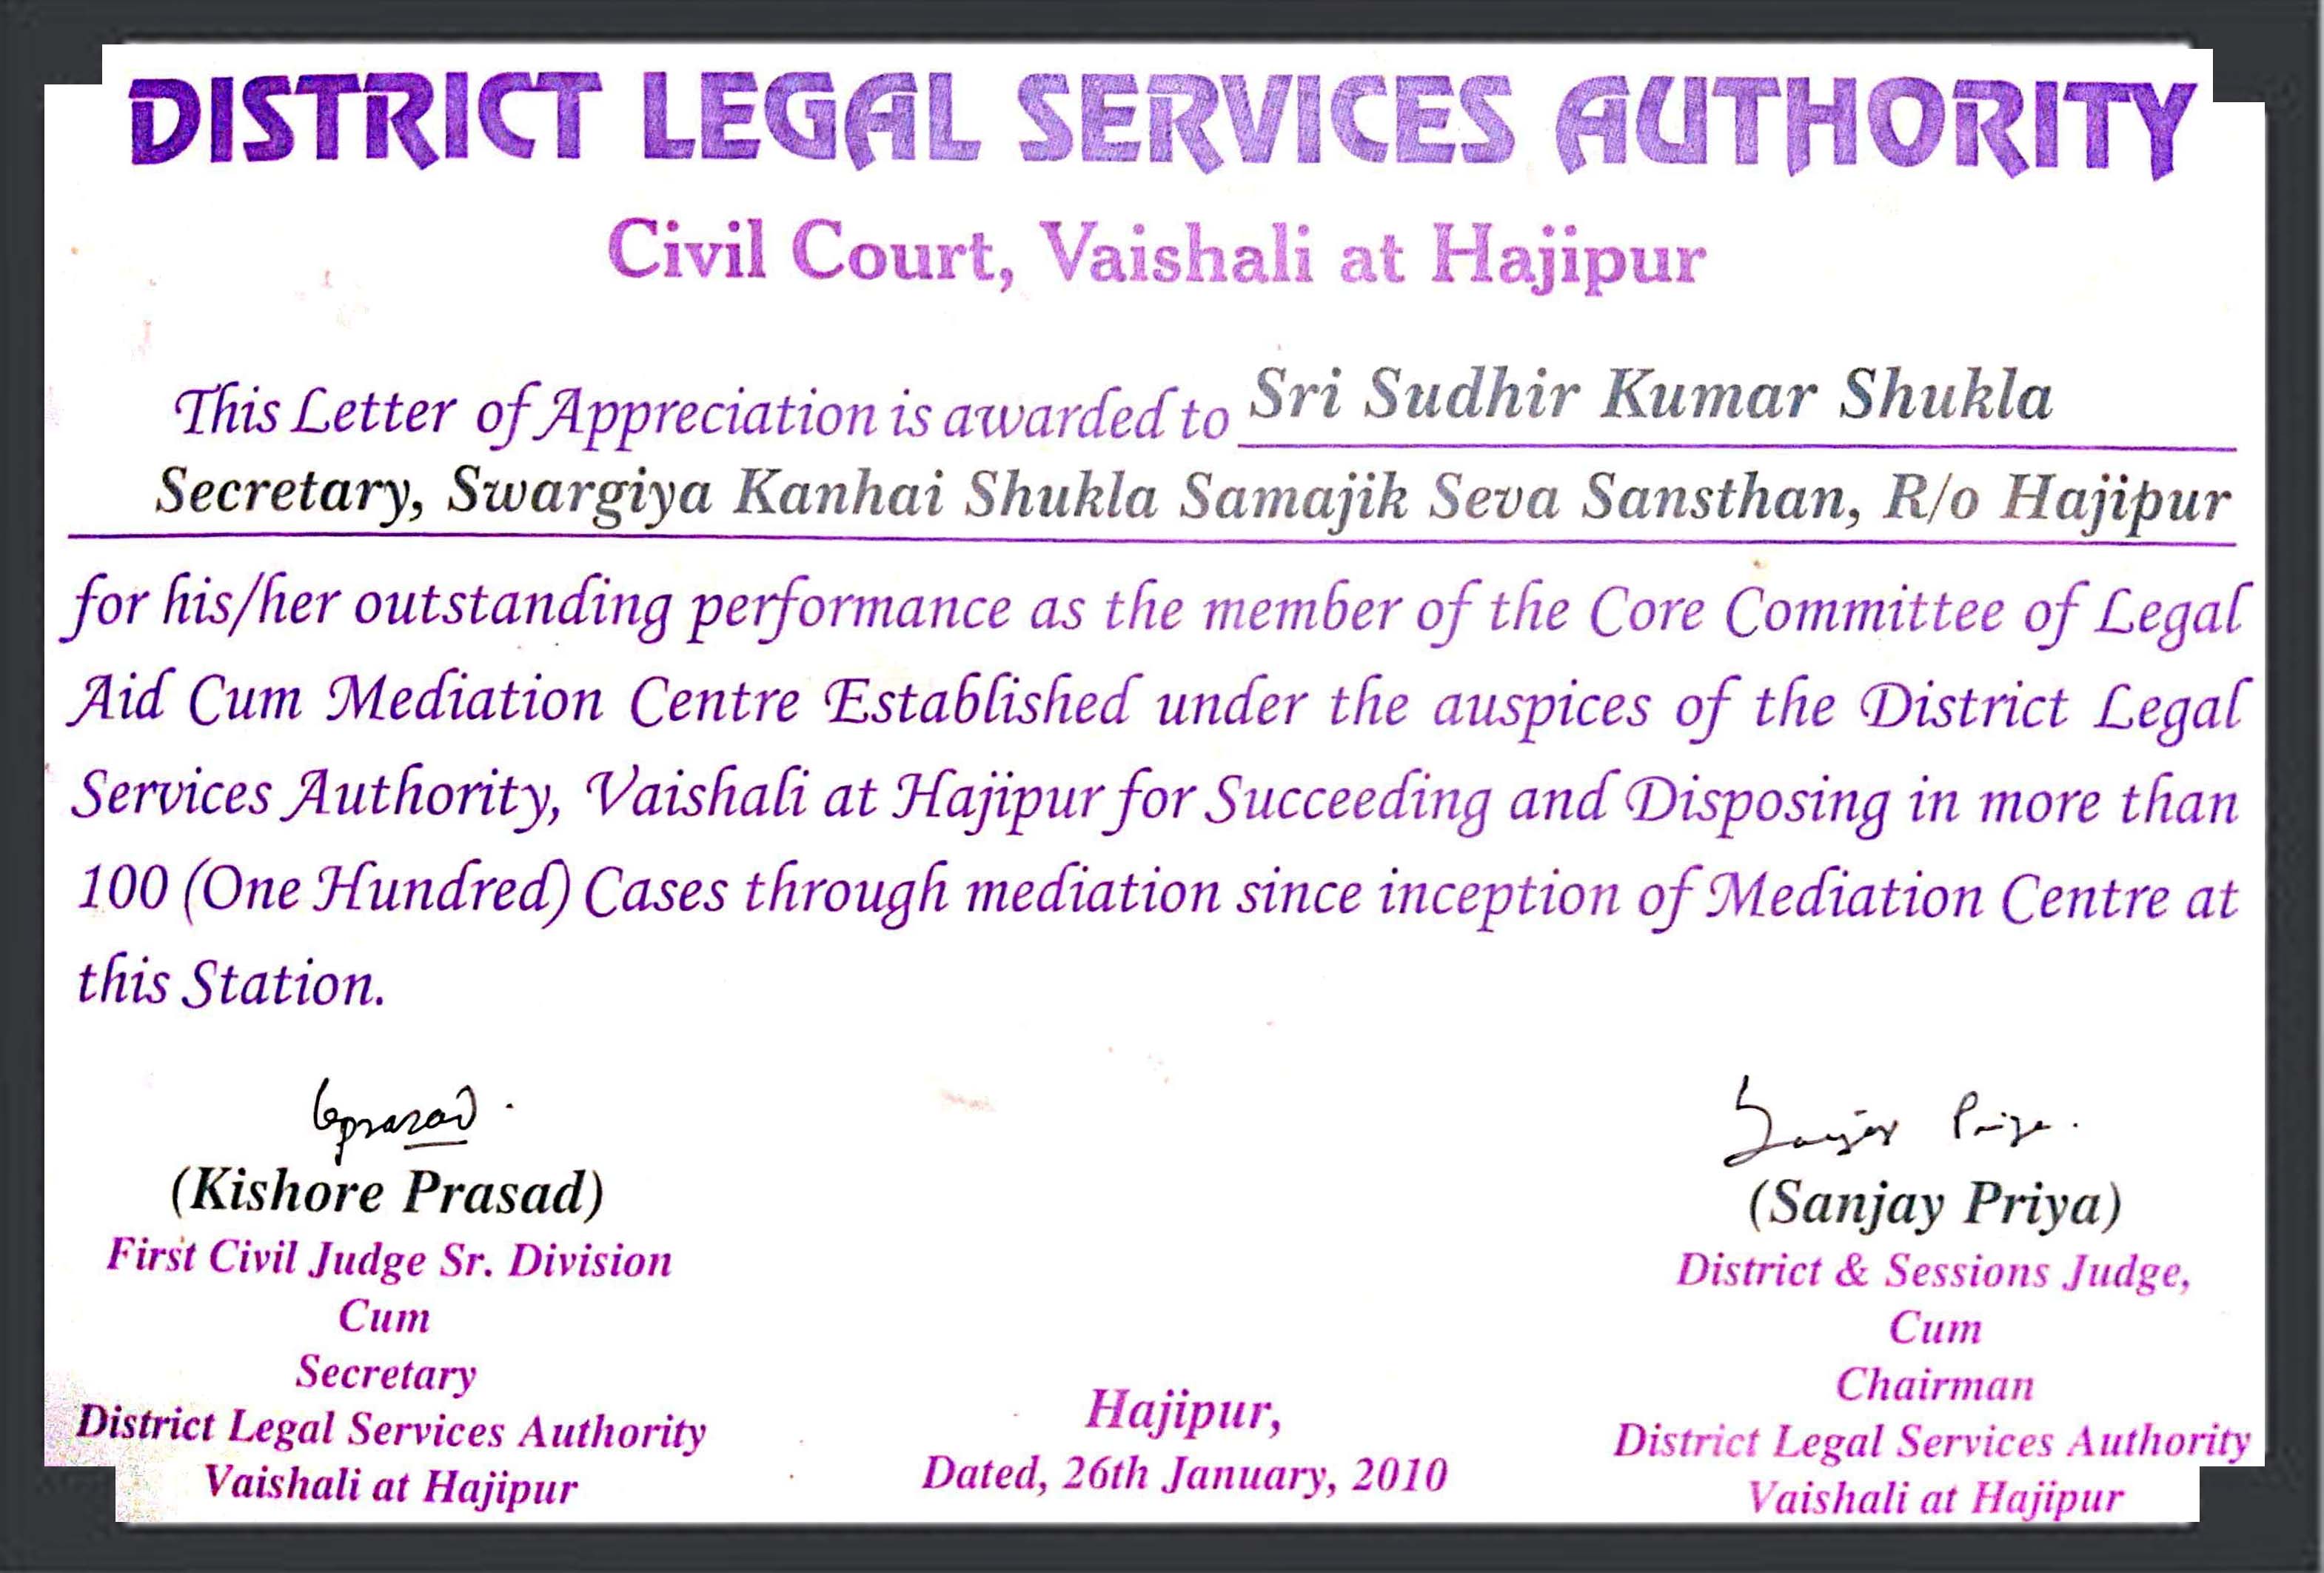 DISTRICT LEGAL SERVICES AUTHORITY
Civil Court, Vaishali at Hajipur
This Letter of Appreciation is awarded to Sri Sudhir Kumar Shukla
Secretary, Swargiya Kanhai Shukla Samajik Seva Sansthan, R/o Hajipur
for his/her outstanding performance as the member of the Core Committee of Legal
Aid Cum Mediation Centre Established under the auspices of the District Legal
Services Authority, Vaishali at Hajipur for Succeeding and Disposing in more than
100 (One Hundred) Cases through mediation since inception of Mediation Centre at
this Station.
Sanjay Priya.
(Kishore Prasad)
First Civil Judge Sr. Division
Cum
Secretary
District Legal Services Authority
Vaishali at Hajipur
Hajipur,
Dated, 26th January, 2010
(Sanjay Priya)
District & Sessions Judge,
Cum
Chairman
District Legal Services Authority
Vaishali at Hajipur